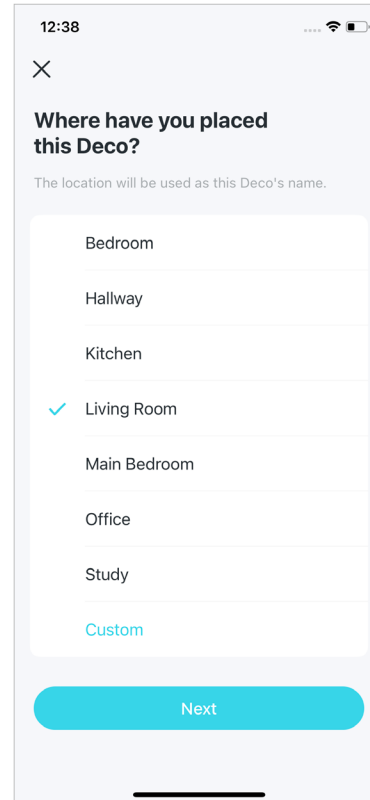 12:38
Where have you placed
this Deco?
The location will be used as this Deco's name.
Bedroom
Hallway
Kitchen
Living Room
Main Bedroom
Office
Study
Custom
Next